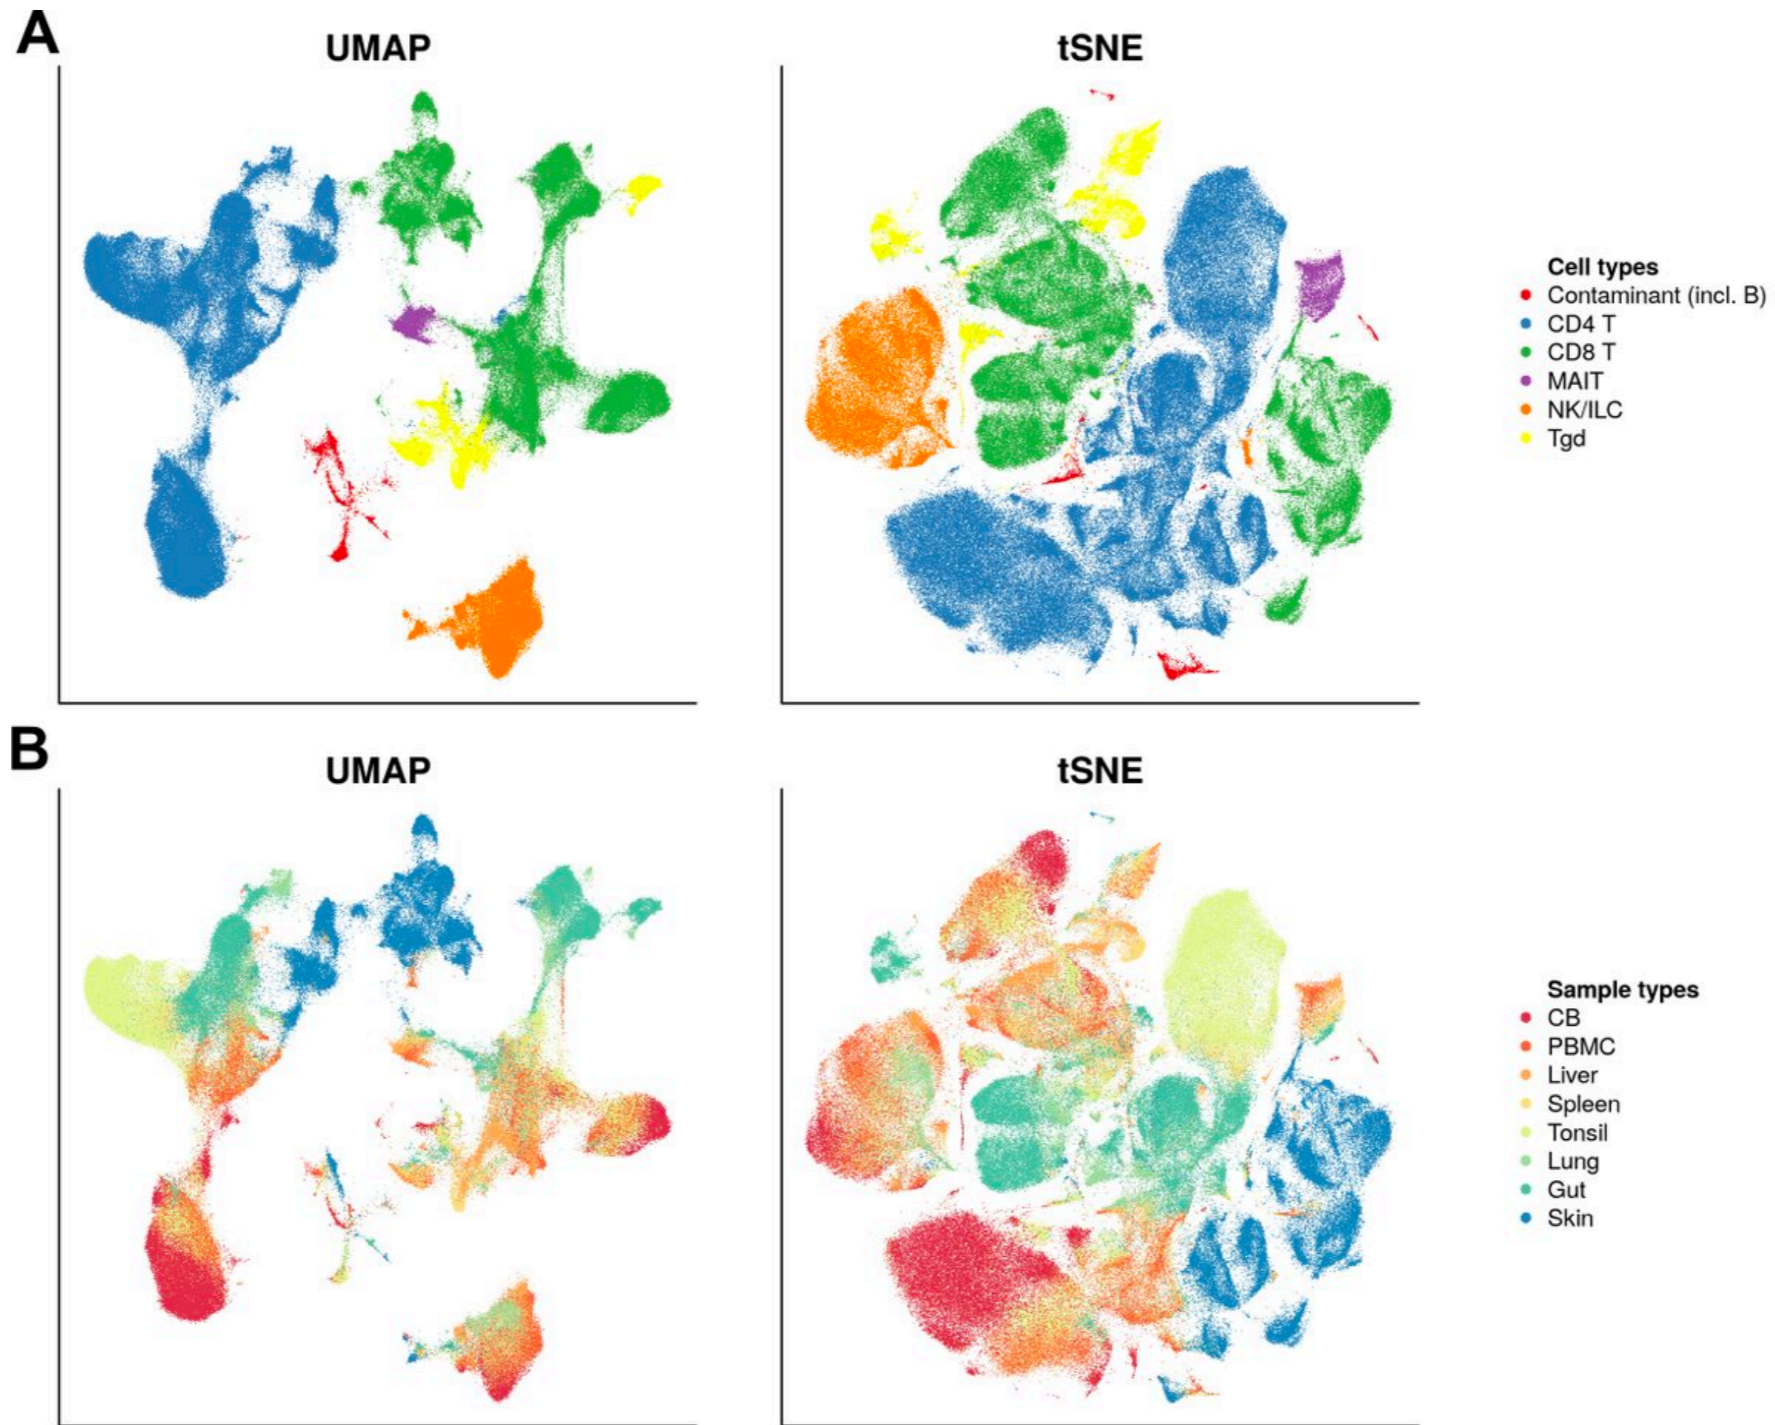 A
UMAP
tSNE
Cell types
Contaminant (incl. B)
CD4 T
CD8 T
MAIT
NK/ILC
Tgd
B
UMAP
tSNE
Sample types
CB
PBMC
Liver
Spleen
Tonsil
Lung
Gut
Skin